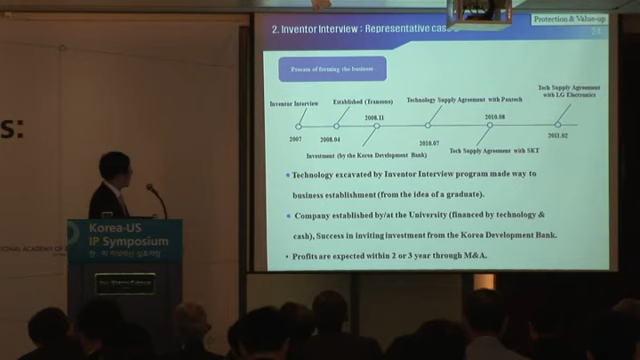 Protection & Value-up
2. Inventor Interview : Representative cas
24
Process of forming the business
Tech Supply Agreement
with LG Electronics
Inventor Interview
Established (Transono)
2008.11
Technology Supply Agreement with Pantech
2010.08
2007
2008.04
2010.07
2011.02
Investment (by the Korea Development Bank)
Tech Supply Agreement with SKT
• Technology excavated by Inventor Interview program made way to
business establishment (from the idea of a graduate).
• Company established by/at the University (financed by technology &
cash), Success in inviting investment from the Korea Development Bank.
• Profits are expected within 2 or 3 year through M&A.
s:
Korea-US
IP Symposium